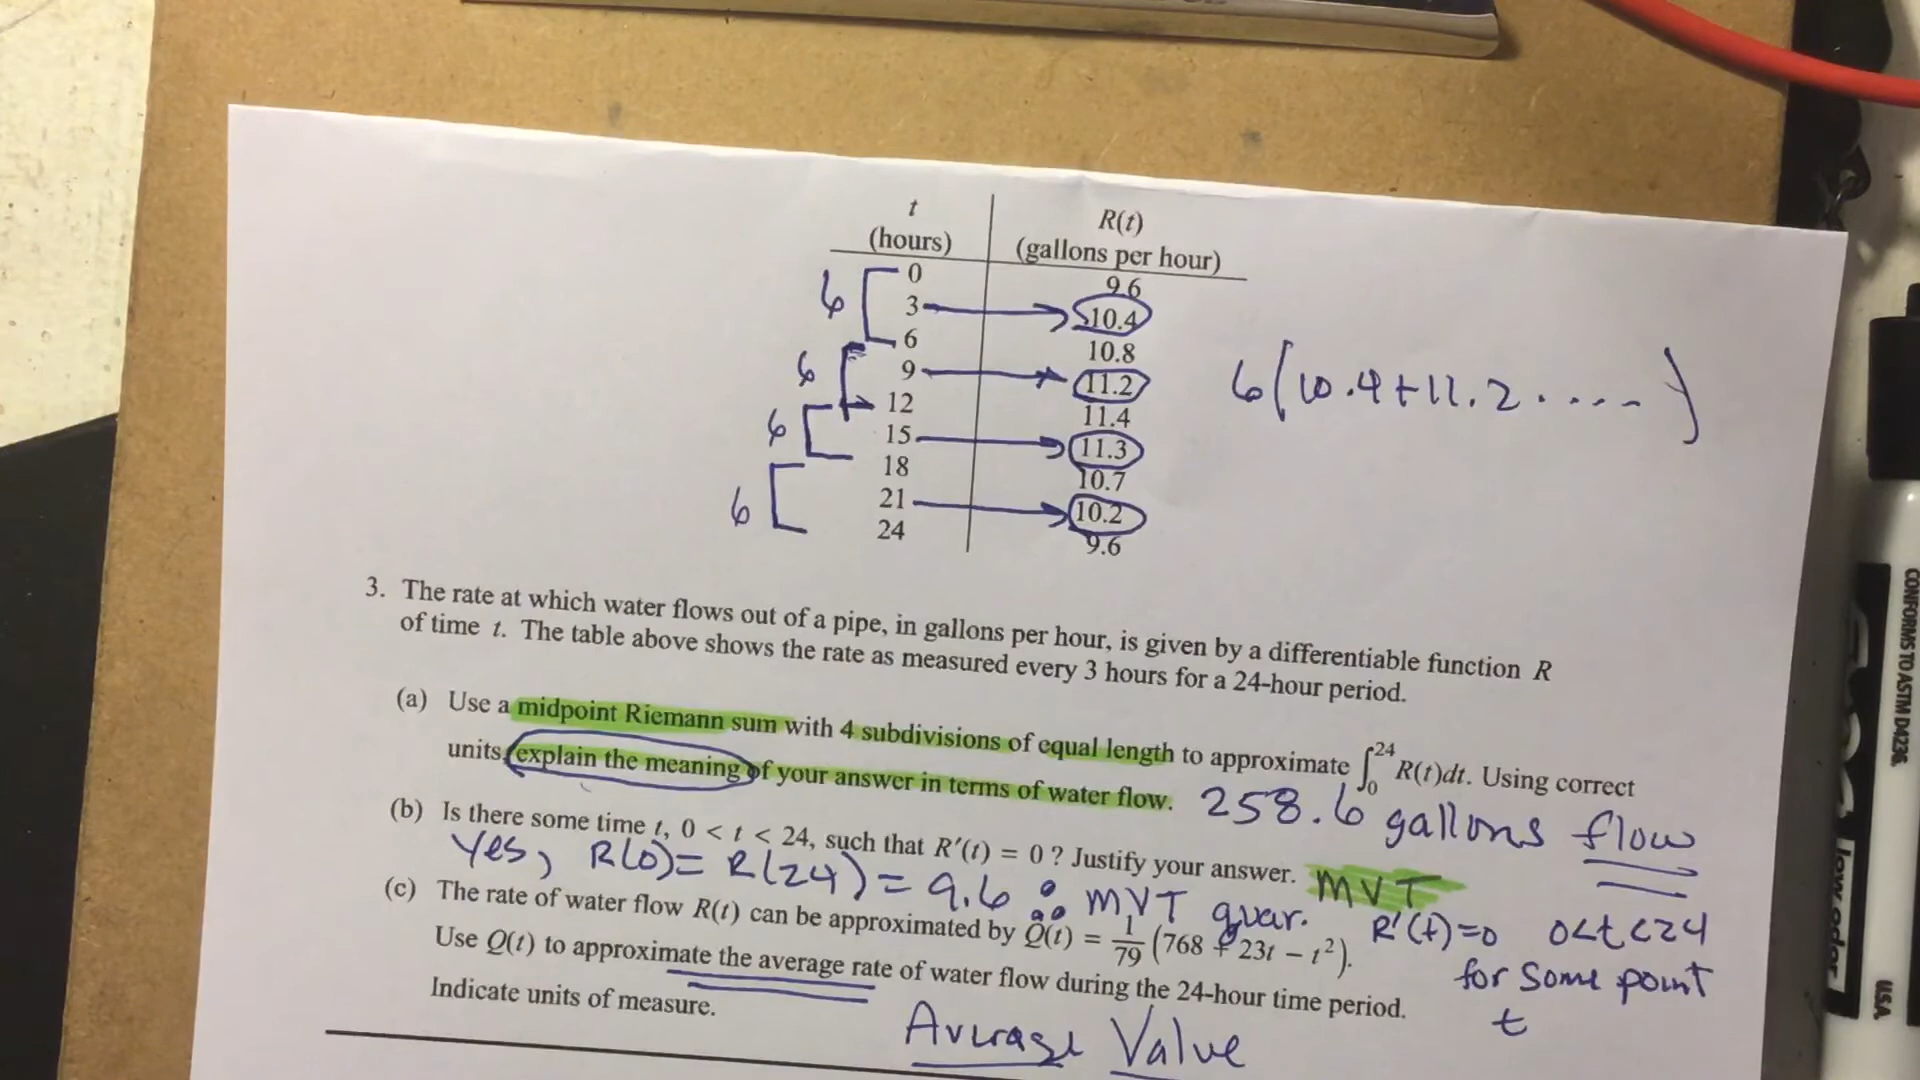 t R(t)
(hours) (gallons per hour)
0 9.6
6 3 10.4
6 10.8
6 9 11.2 6(10.4+11.2.....)
12 11.4
6 15 11.3
18 10.7
6 21 10.2
24 9.6
3. The rate at which water flows out of a pipe, in gallons per hour, is given by a differentiable function R
of time t. The table above shows the rate as measured every 3 hours for a 24-hour period.
(a) Use a midpoint Riemann sum with 4 subdivisions of equal length to approximate ∫₀²⁴ R(t)dt. Using correct
units, explain the meaning of your answer in terms of water flow. 258.6 gallons flow
(b) Is there some time t, 0 < t < 24, such that R′(t) = 0? Justify your answer. MVT
Yes, R(0)= R(24) = 9.6 ∴ MVT guar. R'(t)=0 0<t<24
for some point
t
(c) The rate of water flow R(t) can be approximated by Q(t) = 1/79 (768 + 23t − t²).
Use Q(t) to approximate the average rate of water flow during the 24-hour time period.
Indicate units of measure.
Average Value
CONFORMS TO ASTM D4236
low odor
U.S.A.